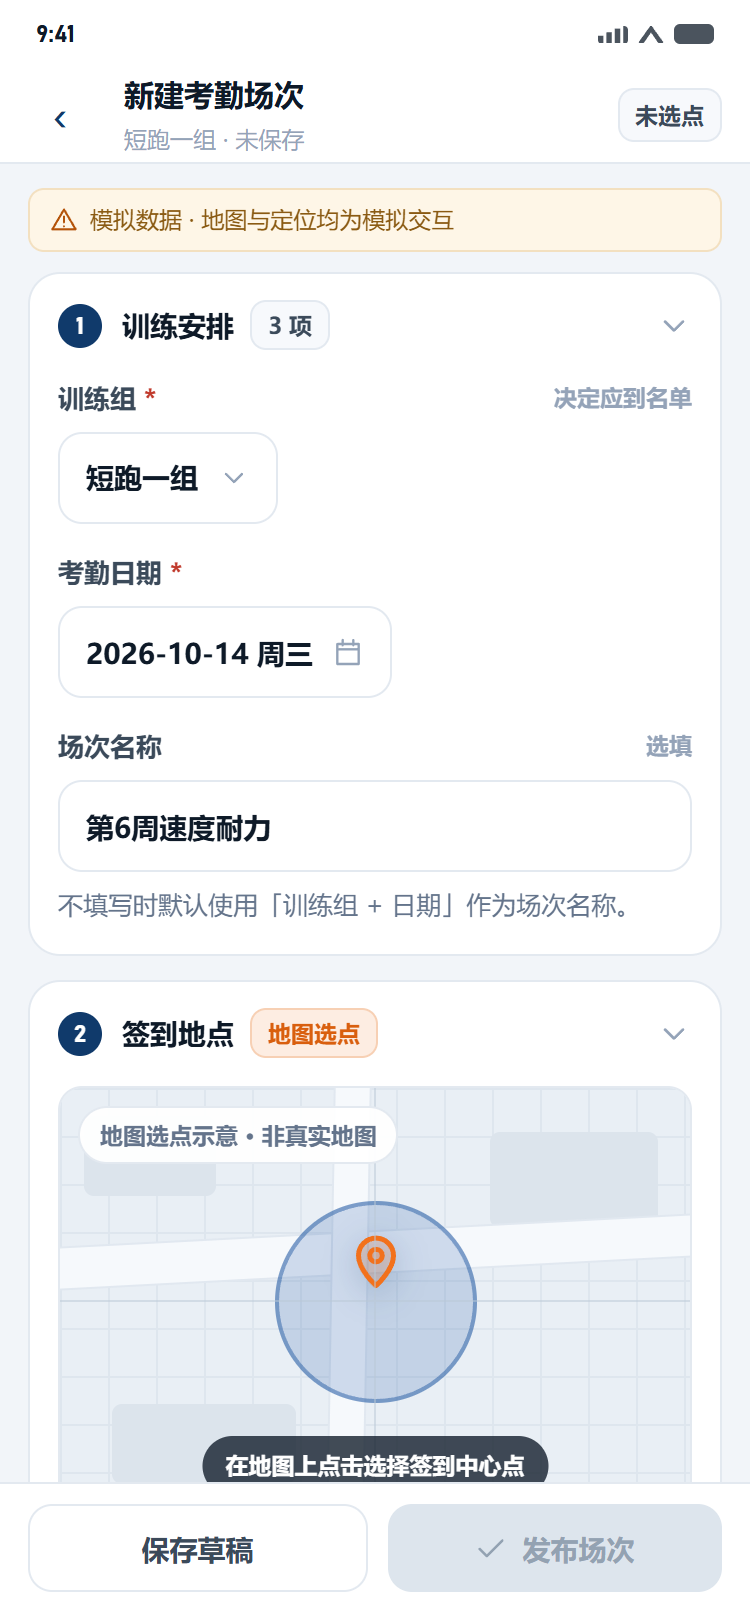 9:41
‹
新建考勤场次
短跑一组 · 未保存
未选点
模拟数据 · 地图与定位均为模拟交互
1 训练安排 3 项
训练组 * 决定应到名单
短跑一组
考勤日期 *
2026-10-14 周三
场次名称 选填
第6周速度耐力
不填写时默认使用「训练组 + 日期」作为场次名称。
2 签到地点 地图选点
地图选点示意 • 非真实地图
在地图上点击选择签到中心点
保存草稿 发布场次